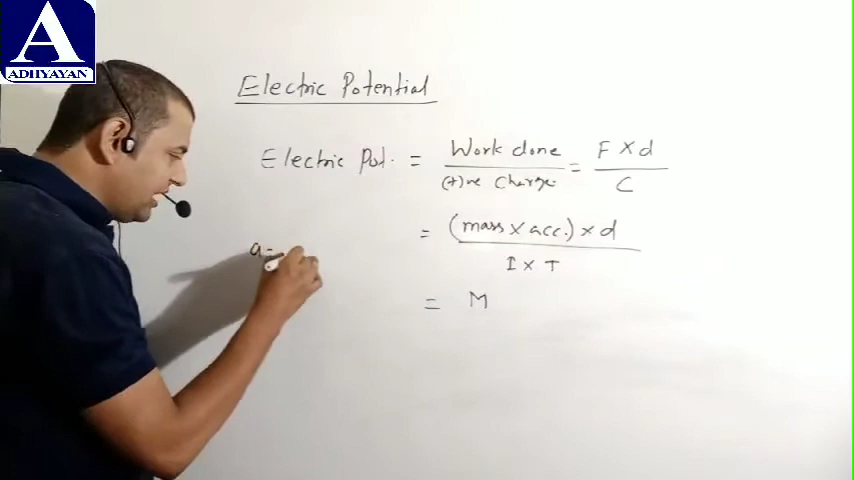 A
ADHYAYAN
Electric Potential
Electric Pot. = Work done / (+)ve Charge = F × d / C
= (mass × acc.) × d / I × T
a =
= M